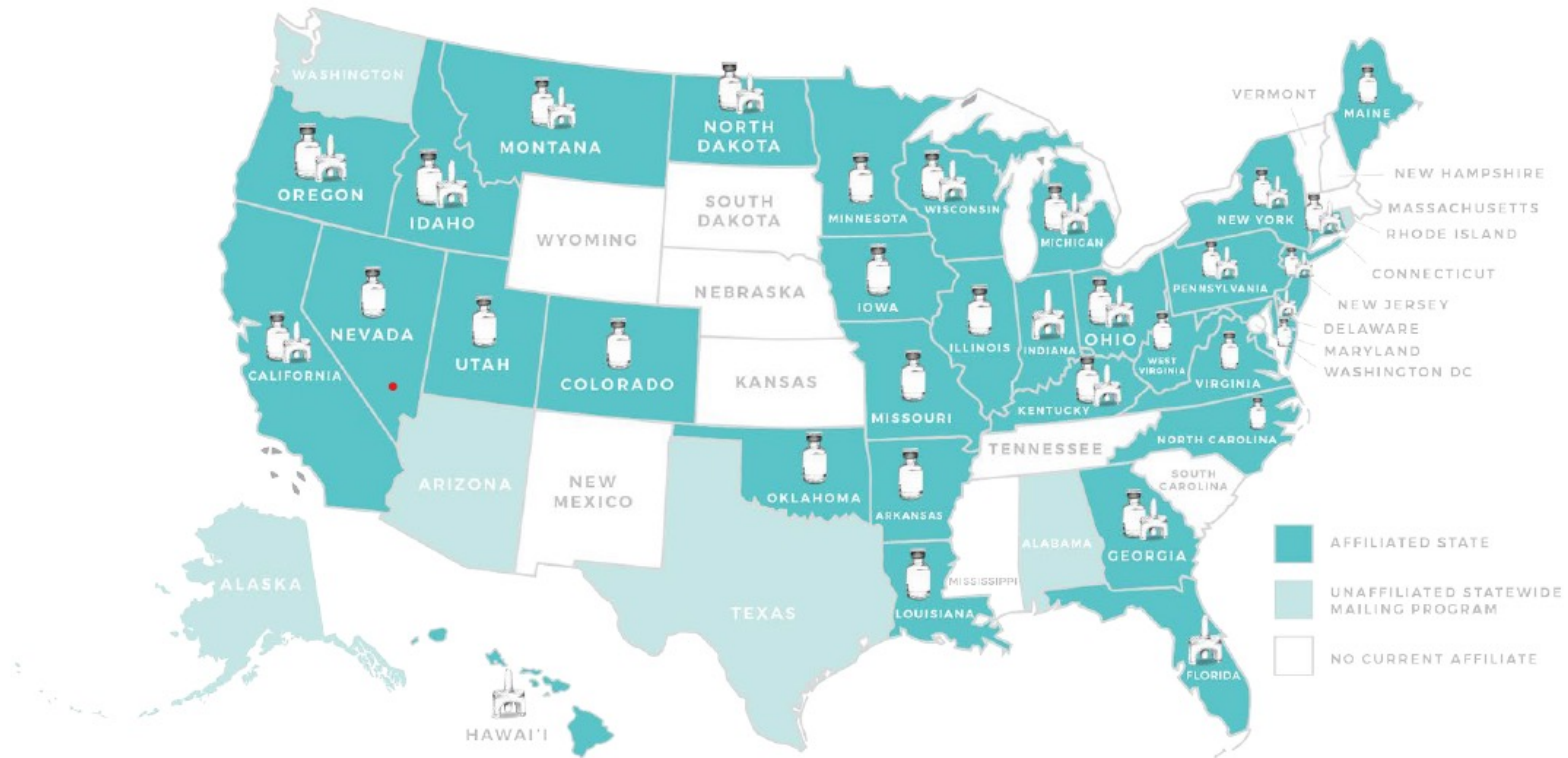 WASHINGTON
OREGON
IDAHO
MONTANA
NORTH
DAKOTA
SOUTH
DAKOTA
WYOMING
NEBRASKA
MINNESOTA
WISCONSIN
MICHIGAN
IOWA
NEVADA
UTAH
COLORADO
KANSAS
CALIFORNIA
ILLINOIS
INDIANA
OHIO
MISSOURI
KENTUCKY
WEST
VIRGINIA
VIRGINIA
PENNSYLVANIA
NEW YORK
VERMONT
MAINE
NEW HAMPSHIRE
MASSACHUSETTS
RHODE ISLAND
CONNECTICUT
NEW JERSEY
DELAWARE
MARYLAND
WASHINGTON DC
NORTH CAROLINA
TENNESSEE
SOUTH
CAROLINA
ARIZONA
NEW
MEXICO
OKLAHOMA
ARKANSAS
TEXAS
LOUISIANA
MISSISSIPPI
ALABAMA
GEORGIA
FLORIDA
ALASKA
HAWAI'I
AFFILIATED STATE
UNAFFILIATED STATEWIDE
MAILING PROGRAM
NO CURRENT AFFILIATE